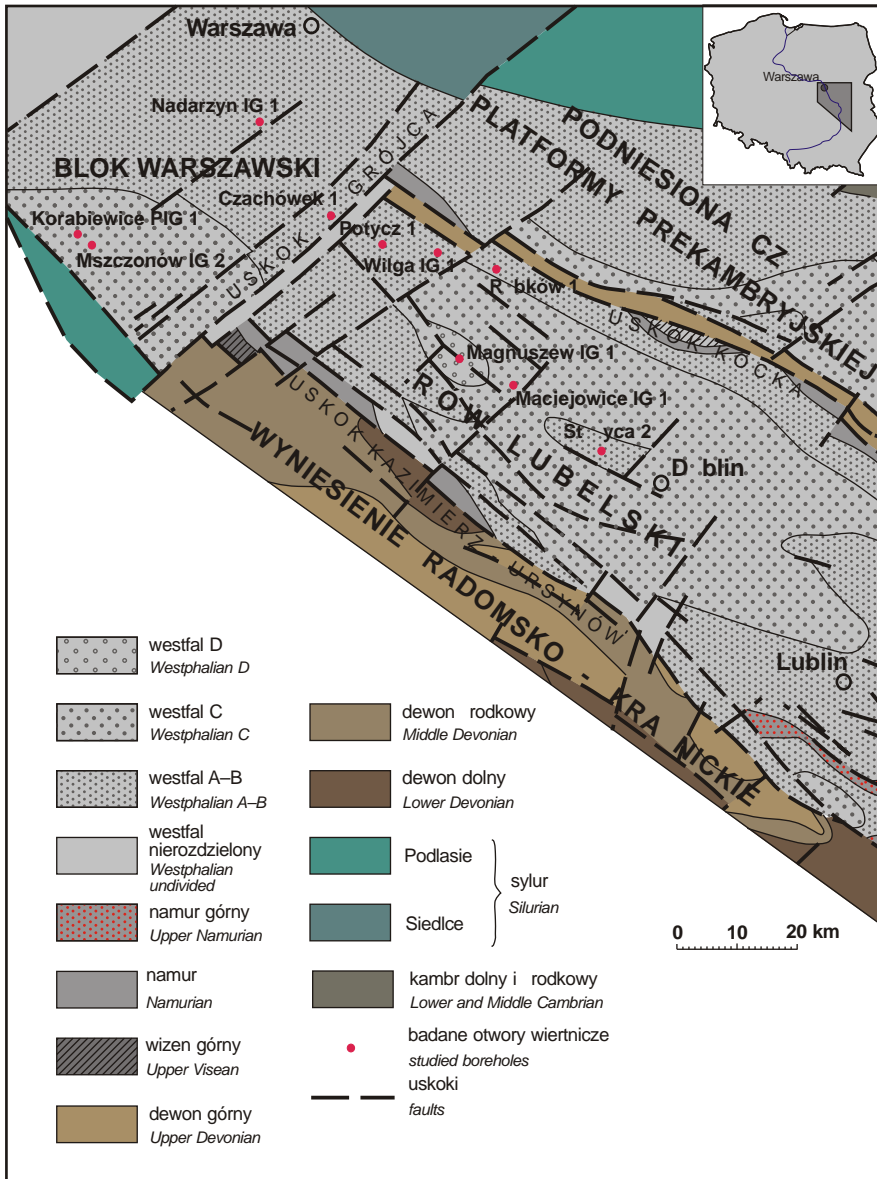 Warszawa
Warszawa
Nadarzyn IG 1
BLOK WARSZAWSKI
Czachówek 1
USKOK GRÓJCA
PODNIESIONA CZ
PLATFORMY PREKAMBRYJSKIEJ
Korabiewice PIG 1
Mszczonów IG 2
Potycz 1
Wilga IG 1
R bków 1
USKOK KOCKA
Magnuszew IG 1
Maciejowice IG 1
St yca 2
D blin
ROW LUBELSKI
USKOK KAZIMIERZ - URSYNÓW
WYNIESIENIE RADOMSKO - KRA NICKIE
Lublin
westfal D
Westphalian D
westfal C
Westphalian C
westfal A–B
Westphalian A–B
westfal
nierozdzielony
Westphalian
undivided
namur górny
Upper Namurian
namur
Namurian
wizen górny
Upper Visean
dewon górny
Upper Devonian
dewon rodkowy
Middle Devonian
dewon dolny
Lower Devonian
Podlasie
Siedlce
sylur
Silurian
kambr dolny i rodkowy
Lower and Middle Cambrian
badane otwory wiertnicze
studied boreholes
uskoki
faults
0 10 20 km